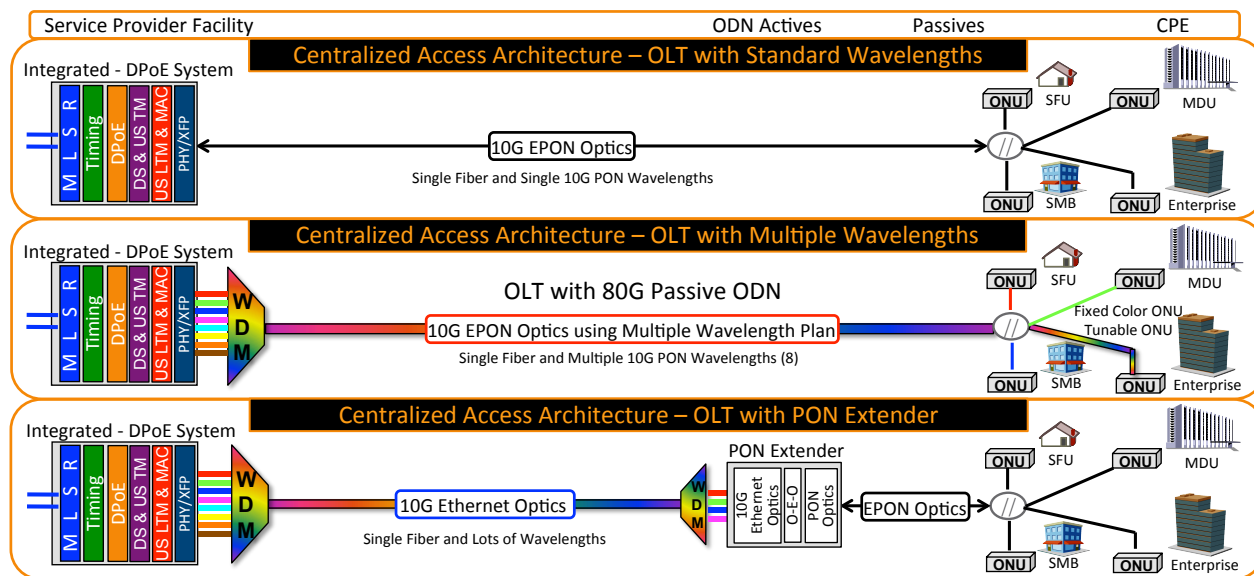 Service Provider Facility
ODN Actives
Passives
CPE
Centralized Access Architecture – OLT with Standard Wavelengths
Integrated - DPoE System
M L S R
Timing
DPoE
DS & US TM
US LTM & MAC
PHY/XFP
10G EPON Optics
Single Fiber and Single 10G PON Wavelengths
ONU
SFU
ONU
MDU
ONU
SMB
ONU
Enterprise
Centralized Access Architecture – OLT with Multiple Wavelengths
Integrated - DPoE System
M L S R
Timing
DPoE
DS & US TM
US LTM & MAC
PHY/XFP
W D M
OLT with 80G Passive ODN
10G EPON Optics using Multiple Wavelength Plan
Single Fiber and Multiple 10G PON Wavelengths (8)
ONU
SFU
ONU
MDU
Fixed Color ONU
Tunable ONU
ONU
SMB
ONU
Enterprise
Centralized Access Architecture – OLT with PON Extender
Integrated - DPoE System
M L S R
Timing
DPoE
DS & US TM
US LTM & MAC
PHY/XFP
W D M
10G Ethernet Optics
Single Fiber and Lots of Wavelengths
W D M
PON Extender
10G Ethernet Optics
O-E-O
PON Optics
EPON Optics
ONU
SFU
ONU
MDU
ONU
SMB
ONU
Enterprise